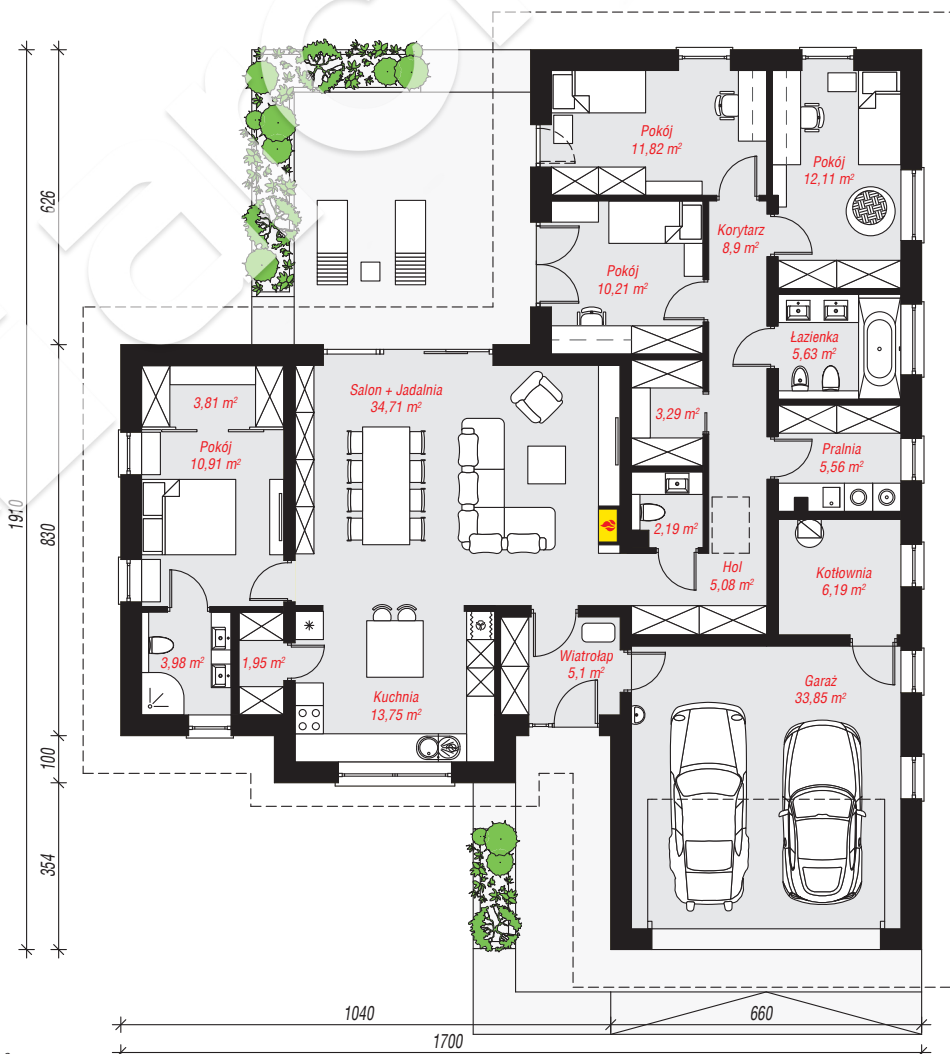 Pokój
11,82 m²
Pokój
12,11 m²
Korytarz
8,9 m²
Pokój
10,21 m²
626
Łazienka
5,63 m²
Salon + Jadalnia
34,71 m²
3,81 m²
3,29 m²
Pokój
10,91 m²
Pralnia
5,56 m²
1910
830
2,19 m²
Hol
5,08 m²
Kotłownia
6,19 m²
3,98 m²
1,95 m²
Wiatrołap
5,1 m²
Kuchnia
13,75 m²
Garaż
33,85 m²
100
354
1040
660
1700